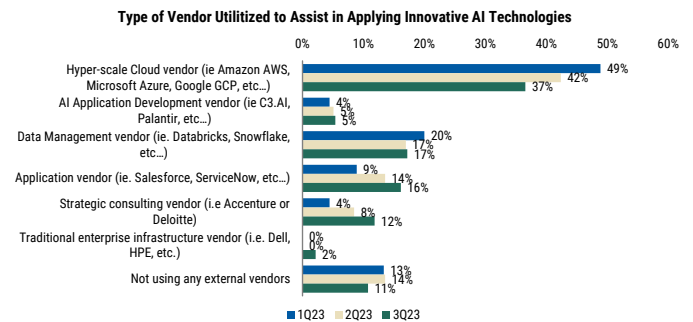 Type of Vendor Utilitized to Assist in Applying Innovative AI Technologies
0% 10% 20% 30% 40% 50% 60%
Hyper-scale Cloud vendor (ie Amazon AWS,
Microsoft Azure, Google GCP, etc…)
49%
42%
37%
AI Application Development vendor (ie C3.AI,
Palantir, etc…)
4%
5%
5%
Data Management vendor (ie. Databricks, Snowflake,
etc…)
20%
17%
17%
Application vendor (ie. Salesforce, ServiceNow, etc…)
9%
14%
16%
Strategic consulting vendor (i.e Accenture or
Deloitte)
4%
8%
12%
Traditional enterprise infrastructure vendor (i.e. Dell,
HPE, etc.)
0%
0%
2%
Not using any external vendors
13%
14%
11%
1Q23 2Q23 3Q23